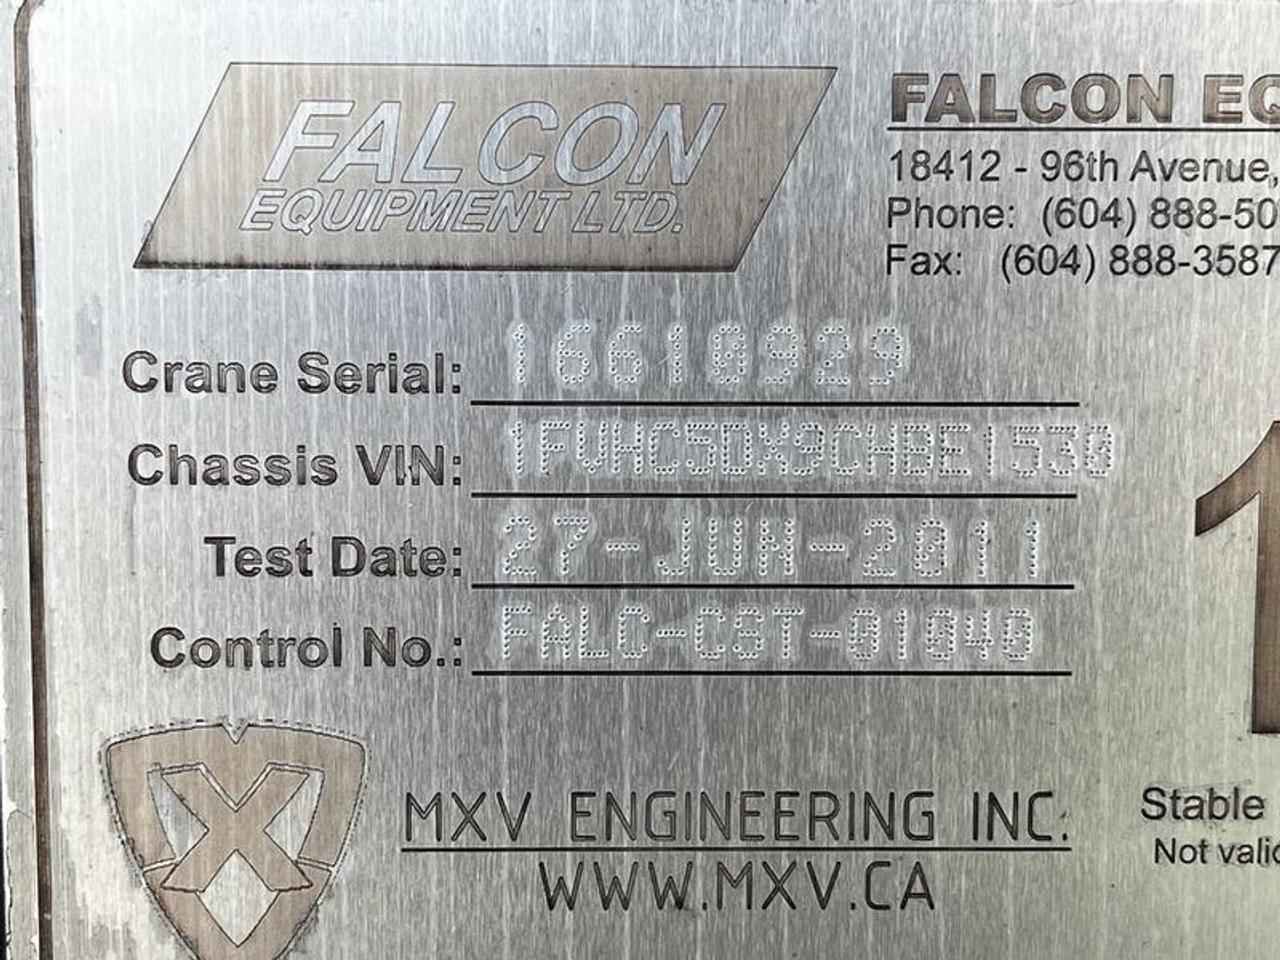 FALCON
EQUIPMENT LTD.
FALCON EQ
18412 - 96th Avenue,
Phone: (604) 888-50
Fax: (604) 888-3587
Crane Serial: 16610929
Chassis VIN: 1FVHC5DX9CHBE1530
Test Date: 27-JUN-2011
Control No.: FALC-CST-01040
1
MXV ENGINEERING INC.
WWW.MXV.CA
Stable
Not valid